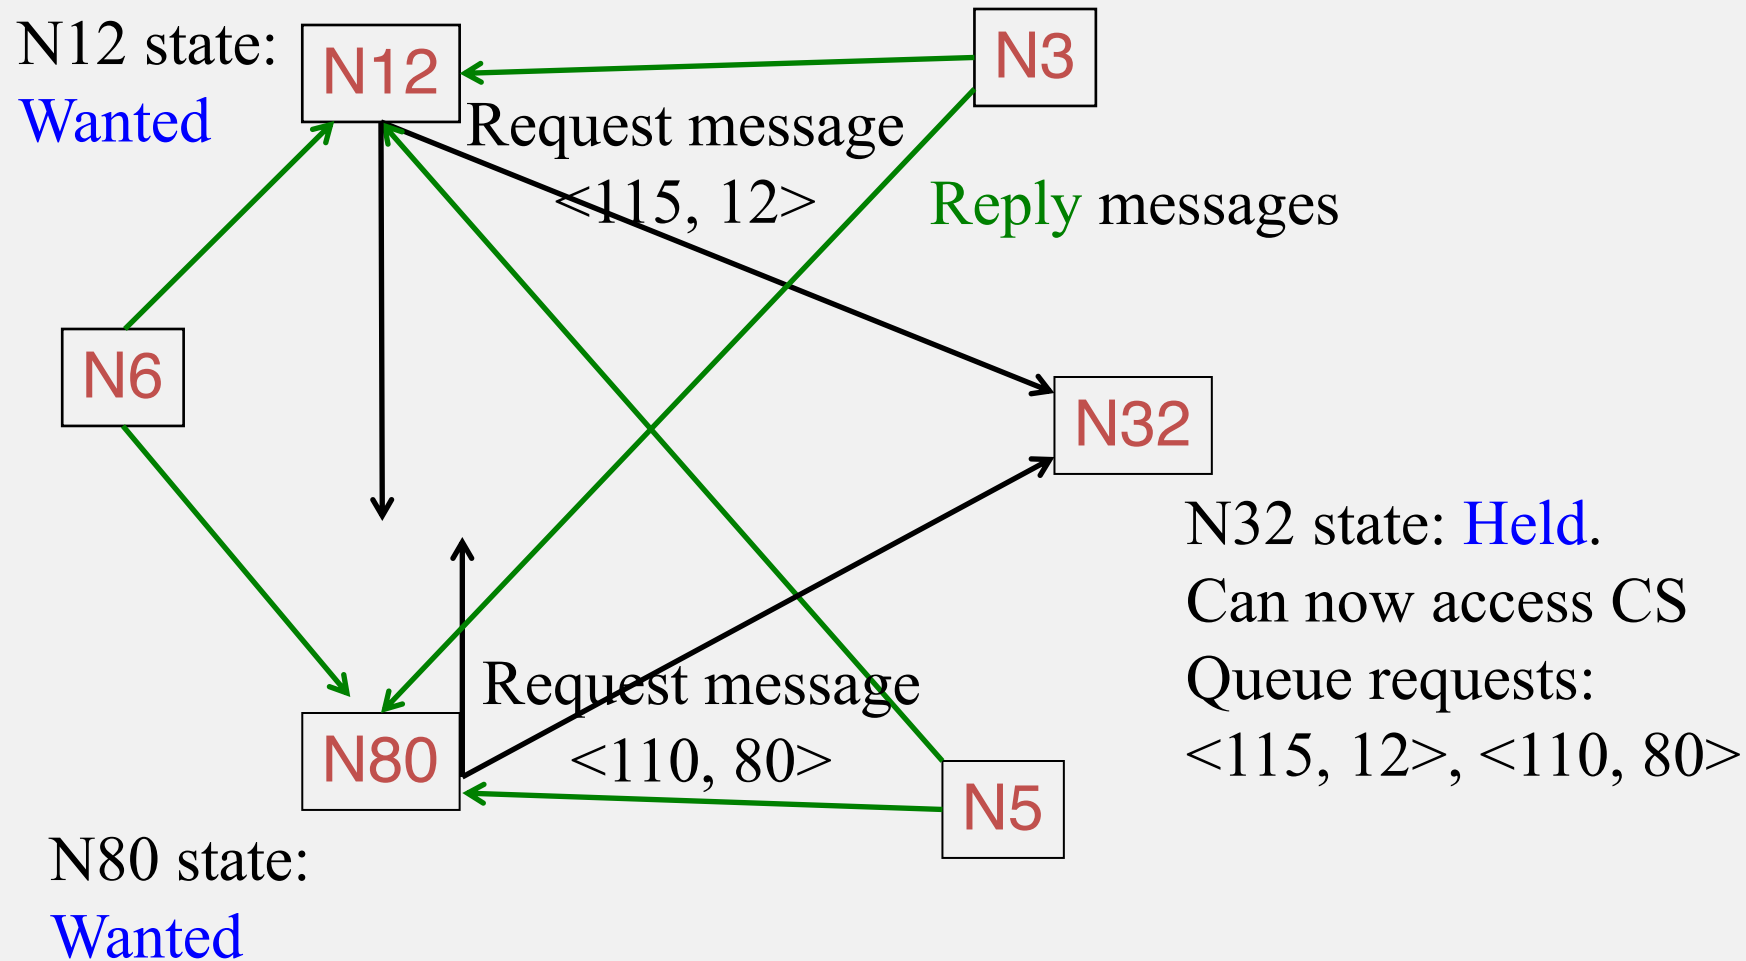 N12 state:
Wanted
N12
N3
Request message
<115, 12>
Reply messages
N6
N32
N32 state: Held.
Can now access CS
Queue requests:
<115, 12>, <110, 80>
Request message
<110, 80>
N80
N5
N80 state:
Wanted